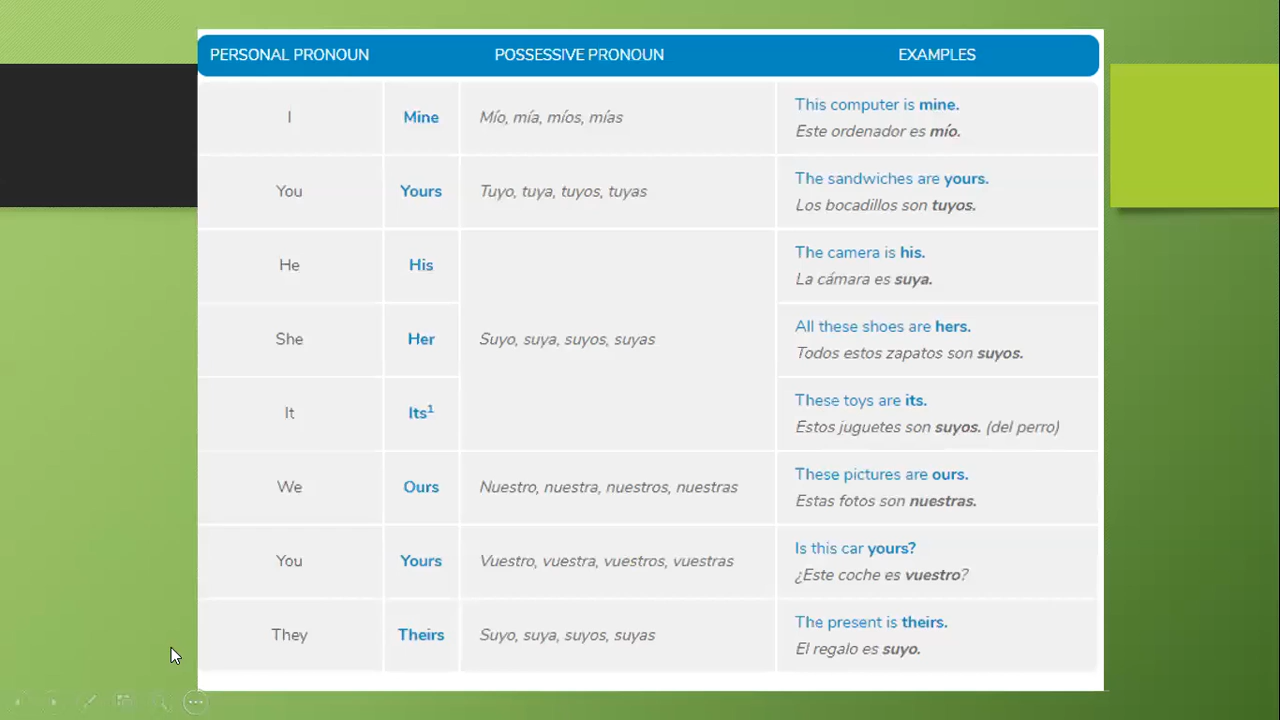 PERSONAL PRONOUN POSSESSIVE PRONOUN EXAMPLES
I Mine Mío, mía, míos, mías This computer is mine.
Este ordenador es mío.
You Yours Tuyo, tuya, tuyos, tuyas The sandwiches are yours.
Los bocadillos son tuyos.
He His The camera is his.
La cámara es suya.
She Her Suyo, suya, suyos, suyas All these shoes are hers.
Todos estos zapatos son suyos.
It Its¹ These toys are its.
Estos juguetes son suyos. (del perro)
We Ours Nuestro, nuestra, nuestros, nuestras These pictures are ours.
Estas fotos son nuestras.
You Yours Vuestro, vuestra, vuestros, vuestras Is this car yours?
¿Este coche es vuestro?
They Theirs Suyo, suya, suyos, suyas The present is theirs.
El regalo es suyo.